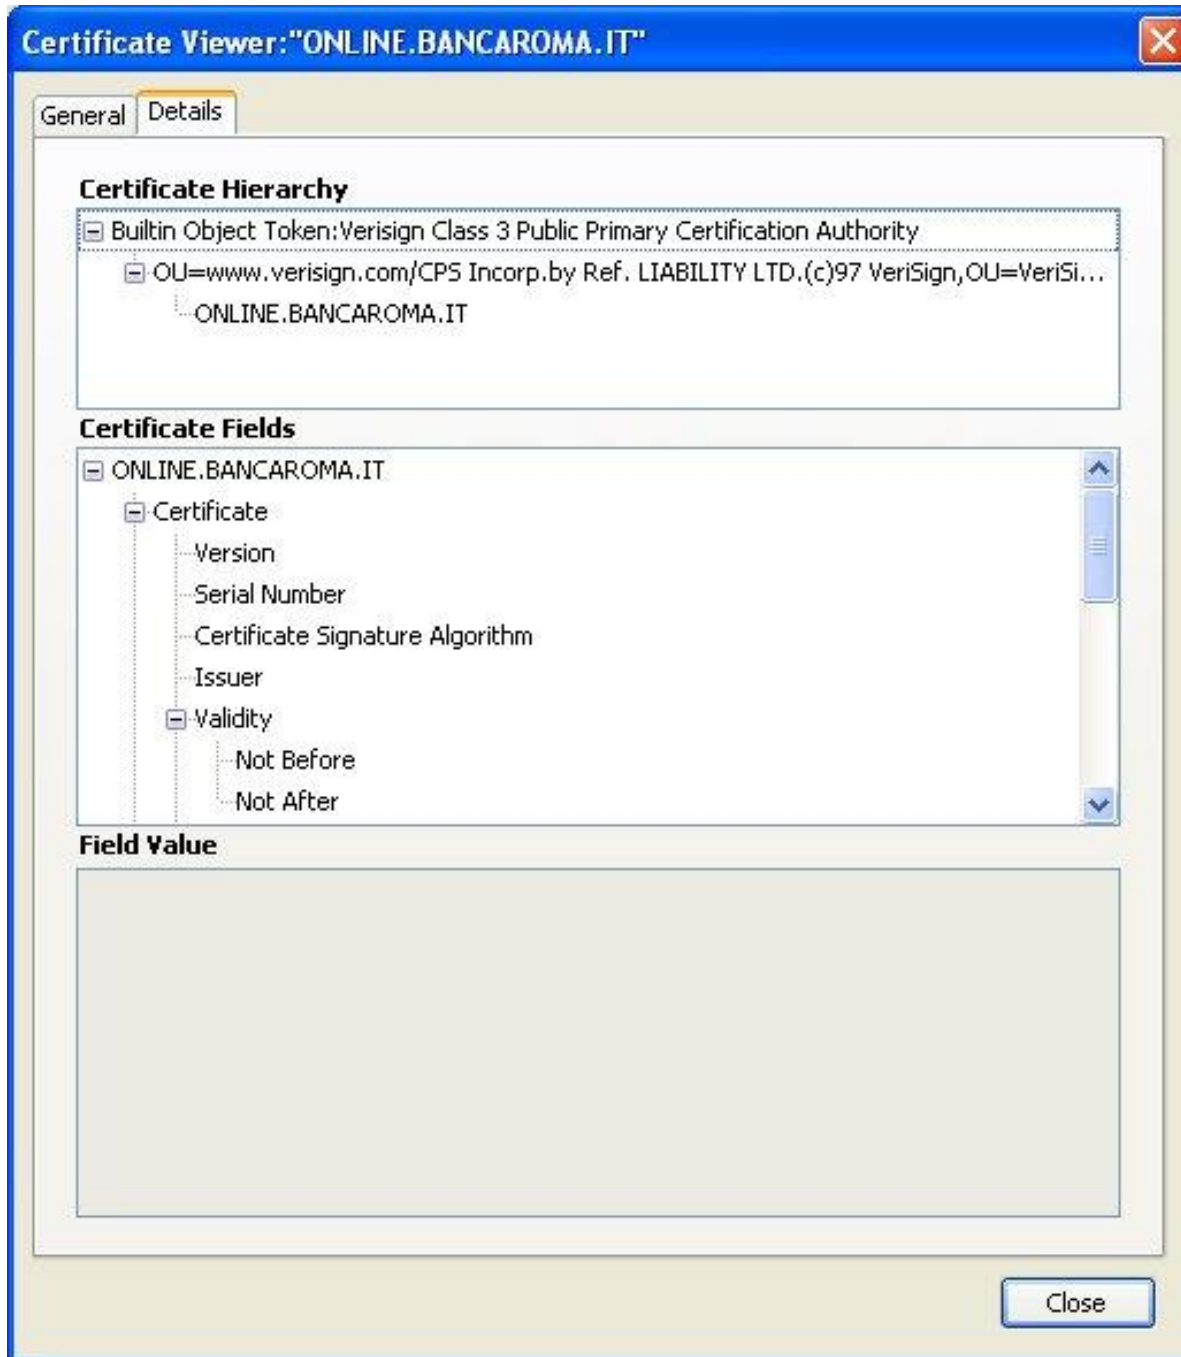 Certificate Viewer:"ONLINE.BANCAROMA.IT"
General Details
Certificate Hierarchy
Builtin Object Token:Verisign Class 3 Public Primary Certification Authority
OU=www.verisign.com/CPS Incorp.by Ref. LIABILITY LTD.(c)97 VeriSign,OU=VeriSi...
ONLINE.BANCAROMA.IT
Certificate Fields
ONLINE.BANCAROMA.IT
Certificate
Version
Serial Number
Certificate Signature Algorithm
Issuer
Validity
Not Before
Not After
Field Value
Close